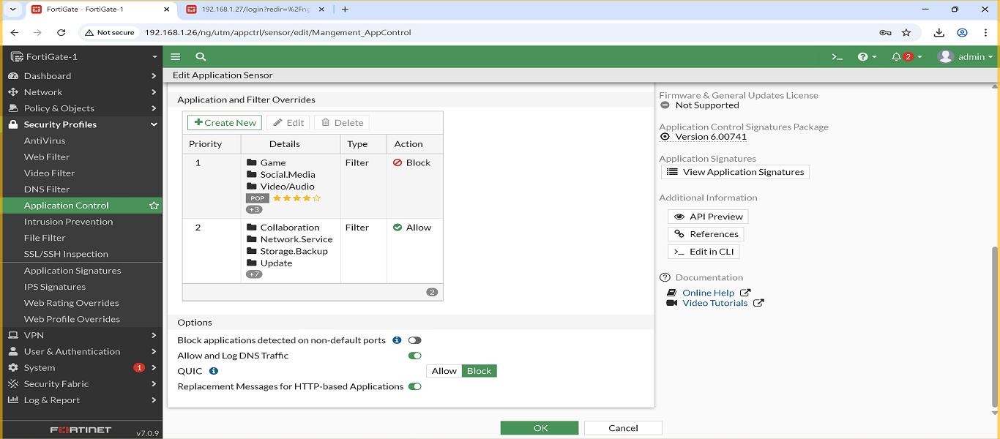 FortiGate - FortiGate-1
192.168.1.27/login?redir=%2Fng
Not secure
192.168.1.26/ng/utm/appctrl/sensor/edit/Mangement_AppControl
FortiGate-1
2
admin
Dashboard
Network
Policy & Objects
Security Profiles
AntiVirus
Web Filter
Video Filter
DNS Filter
Application Control
Intrusion Prevention
File Filter
SSL/SSH Inspection
Application Signatures
IPS Signatures
Web Rating Overrides
Web Profile Overrides
VPN
User & Authentication
System 1
Security Fabric
Log & Report
FORTINET
v7.0.9
Edit Application Sensor
Application and Filter Overrides
+Create New Edit Delete
Priority Details Type Action
1 Game Filter Block
Social.Media
Video/Audio
POP
+3
2 Collaboration Filter Allow
Network.Service
Storage.Backup
Update
+7
2
Options
Block applications detected on non-default ports
Allow and Log DNS Traffic
QUIC Allow Block
Replacement Messages for HTTP-based Applications
OK Cancel
Firmware & General Updates License
Not Supported
Application Control Signatures Package
Version 6.00741
Application Signatures
View Application Signatures
Additional Information
API Preview
References
>_ Edit in CLI
Documentation
Online Help
Video Tutorials